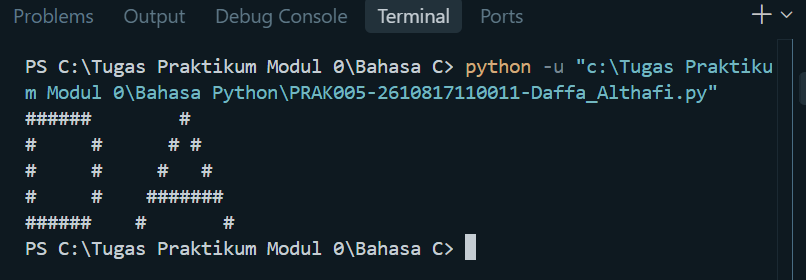 Problems Output Debug Console Terminal Ports
PS C:\Tugas Praktikum Modul 0\Bahasa C> python -u "c:\Tugas Praktiku
m Modul 0\Bahasa Python\PRAK005-2610817110011-Daffa_Althafi.py"
######        #
#     #      # #
#     #     #   #
#     #    #######
######    #       #
PS C:\Tugas Praktikum Modul 0\Bahasa C>